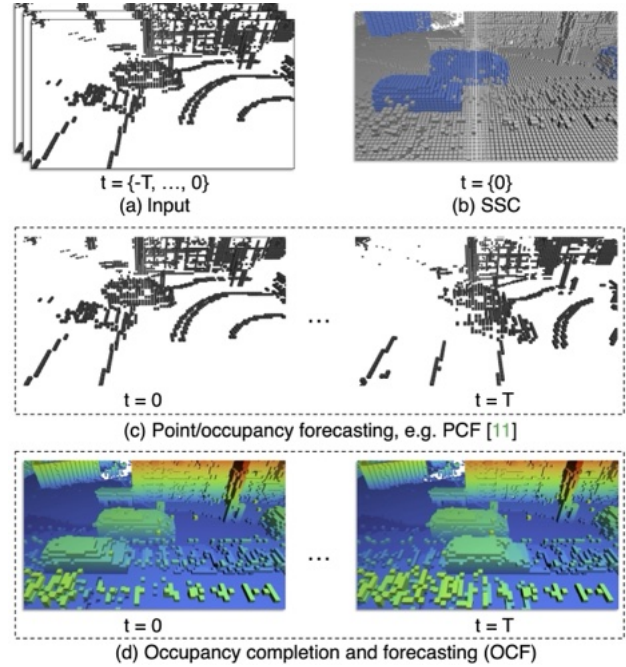 t = {-T, ..., 0}
t = {0}
(a) Input
(b) SSC
...
t = 0
t = T
(c) Point/occupancy forecasting, e.g. PCF [11]
...
t = 0
t = T
(d) Occupancy completion and forecasting (OCF)